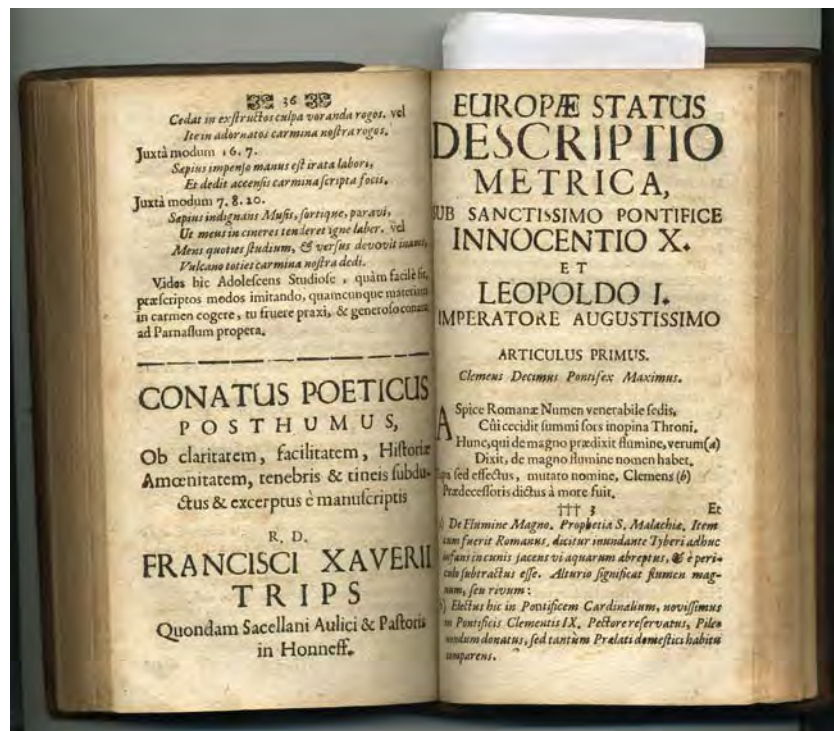 36
Cedat in exſtructos culpa voranda rogos. vel
Ite in adornatos carmina noſtra rogos.
Juxtà modum 16. 7.
Sæpius impenſo manus eſt irata labori,
Et dedit accenſis carmina ſcripta focis.
Juxtà modum 7. 8. 20.
Sæpius indignans Muſis, ſortique, paravi,
Ut meus in cineres tenderet igne labor. vel
Mens quoties ſtudium, & verſus devovit inanes,
Vulcano toties carmina noſtra dedi.
Vides hic Adoleſcens Studioſe, quàm facilè ſit,
præſcriptos modos imitando, quamcunque materiam
in carmen cogere, tu fruere praxi, & generoſo conatu
ad Parnaſſum propera.
CONATUS POETICUS
POSTHUMUS,
Ob claritatem, facilitatem, Hiſtoriæ
Amœnitatem, tenebris & tineis ſubdu-
ctus & excerptus è manuſcriptis
R. D.
FRANCISCI XAVERII
TRIPS
Quondam Sacellani Aulici & Paſtoris
in Honneff.
EUROPÆ STATUS
DESCRIPTIO
METRICA,
SUB SANCTISSIMO PONTIFICE
INNOCENTIO X.
ET
LEOPOLDO I.
IMPERATORE AUGUSTISSIMO
ARTICULUS PRIMUS.
Clemens Decimus Pontifex Maximus.
ASpice Romanæ Numen venerabile ſedis,
Cûi cecidit ſummi ſors inopina Throni.
Hunc, qui de magno prædixit flumine, verum (a)
Dixit, de magno flumine nomen habet.
ſed effectus, mutato nomine, Clemens (b)
Prædeceſſoris dictus à more fuit.
††† 3 Et
De Flumine Magno. Prophetia S. Malachiæ. Item
cum fuerit Romanus, dicitur inundante Tyberi adhuc
infans in cunis jacens vi aquarum abreptus, & è peri-
culo ſubtractus eſſe. Alturio ſignificat flumen mag-
num, ſeu rivum:
b) Electus hic in Pontificem Cardinalium, noviſſimus
in Pontificis Clementis IX. Pectore reſervatus, Pileo
nodum donatus, ſed tantùm Prælati domeſtici habitu
comparens.